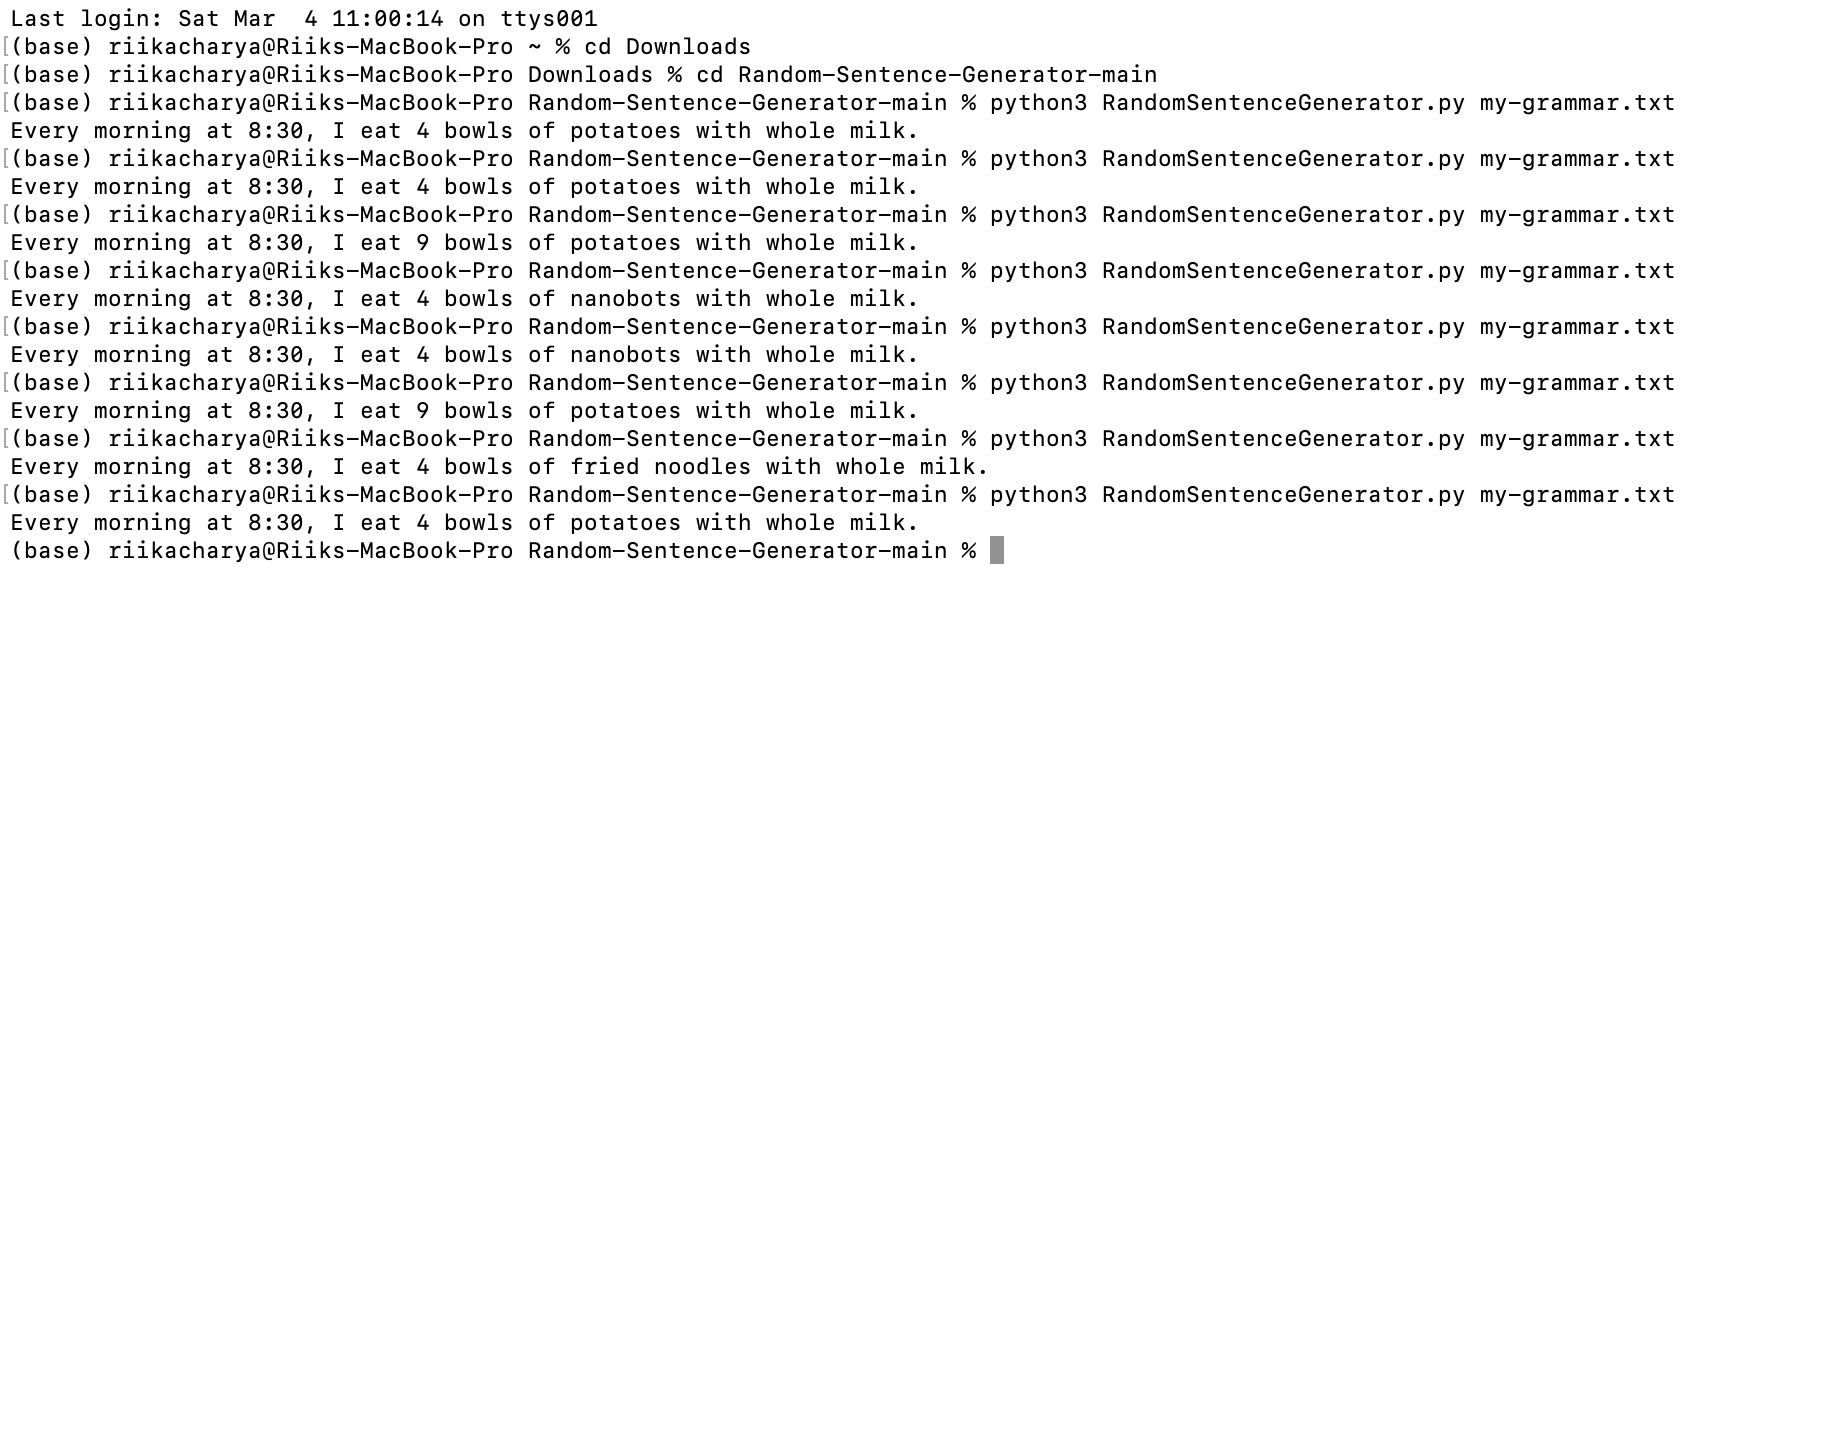 Last login: Sat Mar  4 11:00:14 on ttys001
[(base) riikacharya@Riiks-MacBook-Pro ~ % cd Downloads
[(base) riikacharya@Riiks-MacBook-Pro Downloads % cd Random-Sentence-Generator-main
[(base) riikacharya@Riiks-MacBook-Pro Random-Sentence-Generator-main % python3 RandomSentenceGenerator.py my-grammar.txt
Every morning at 8:30, I eat 4 bowls of potatoes with whole milk.
[(base) riikacharya@Riiks-MacBook-Pro Random-Sentence-Generator-main % python3 RandomSentenceGenerator.py my-grammar.txt
Every morning at 8:30, I eat 4 bowls of potatoes with whole milk.
[(base) riikacharya@Riiks-MacBook-Pro Random-Sentence-Generator-main % python3 RandomSentenceGenerator.py my-grammar.txt
Every morning at 8:30, I eat 9 bowls of potatoes with whole milk.
[(base) riikacharya@Riiks-MacBook-Pro Random-Sentence-Generator-main % python3 RandomSentenceGenerator.py my-grammar.txt
Every morning at 8:30, I eat 4 bowls of nanobots with whole milk.
[(base) riikacharya@Riiks-MacBook-Pro Random-Sentence-Generator-main % python3 RandomSentenceGenerator.py my-grammar.txt
Every morning at 8:30, I eat 4 bowls of nanobots with whole milk.
[(base) riikacharya@Riiks-MacBook-Pro Random-Sentence-Generator-main % python3 RandomSentenceGenerator.py my-grammar.txt
Every morning at 8:30, I eat 9 bowls of potatoes with whole milk.
[(base) riikacharya@Riiks-MacBook-Pro Random-Sentence-Generator-main % python3 RandomSentenceGenerator.py my-grammar.txt
Every morning at 8:30, I eat 4 bowls of fried noodles with whole milk.
[(base) riikacharya@Riiks-MacBook-Pro Random-Sentence-Generator-main % python3 RandomSentenceGenerator.py my-grammar.txt
Every morning at 8:30, I eat 4 bowls of potatoes with whole milk.
(base) riikacharya@Riiks-MacBook-Pro Random-Sentence-Generator-main %